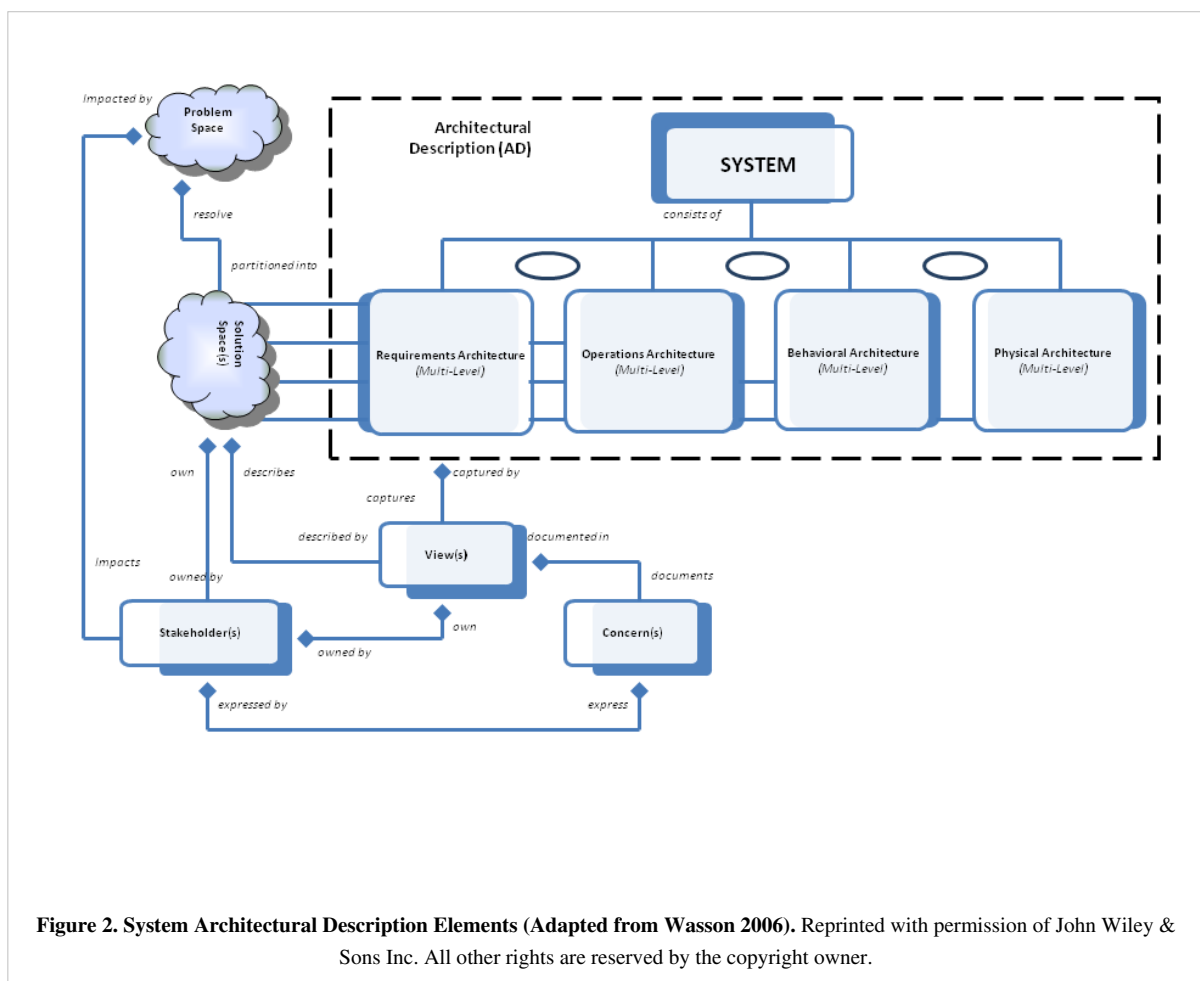 Impacted by
Problem
Space
Architectural
Description (AD)
SYSTEM
resolve
consists of
partitioned into
Solution
Space(s)
Requirements Architecture
(Multi-Level)
Operations Architecture
(Multi-Level)
Behavioral Architecture
(Multi-Level)
Physical Architecture
(Multi-Level)
own
describes
captured by
captures
described by
documented in
View(s)
Impacts
owned by
documents
Stakeholder(s)
own
Concern(s)
owned by
expressed by
express
Figure 2. System Architectural Description Elements (Adapted from Wasson 2006). Reprinted with permission of John Wiley &
Sons Inc. All other rights are reserved by the copyright owner.